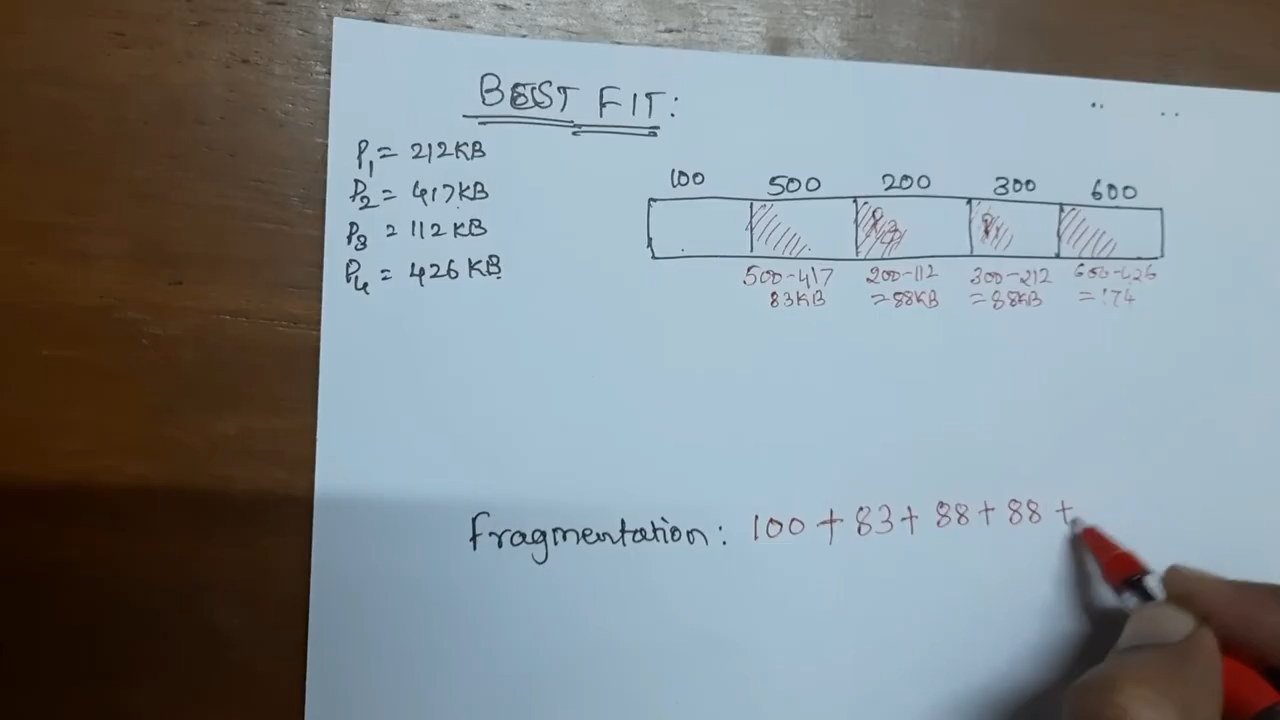 BEST FIT:
P1 = 212KB
P2 = 417KB
P3 = 112KB
P4 = 426KB
100 500 200 300 600
500-417 200-112 300-212 600-426
83KB =88KB =88KB =174
fragmentation: 100 + 83 + 88 + 88 +